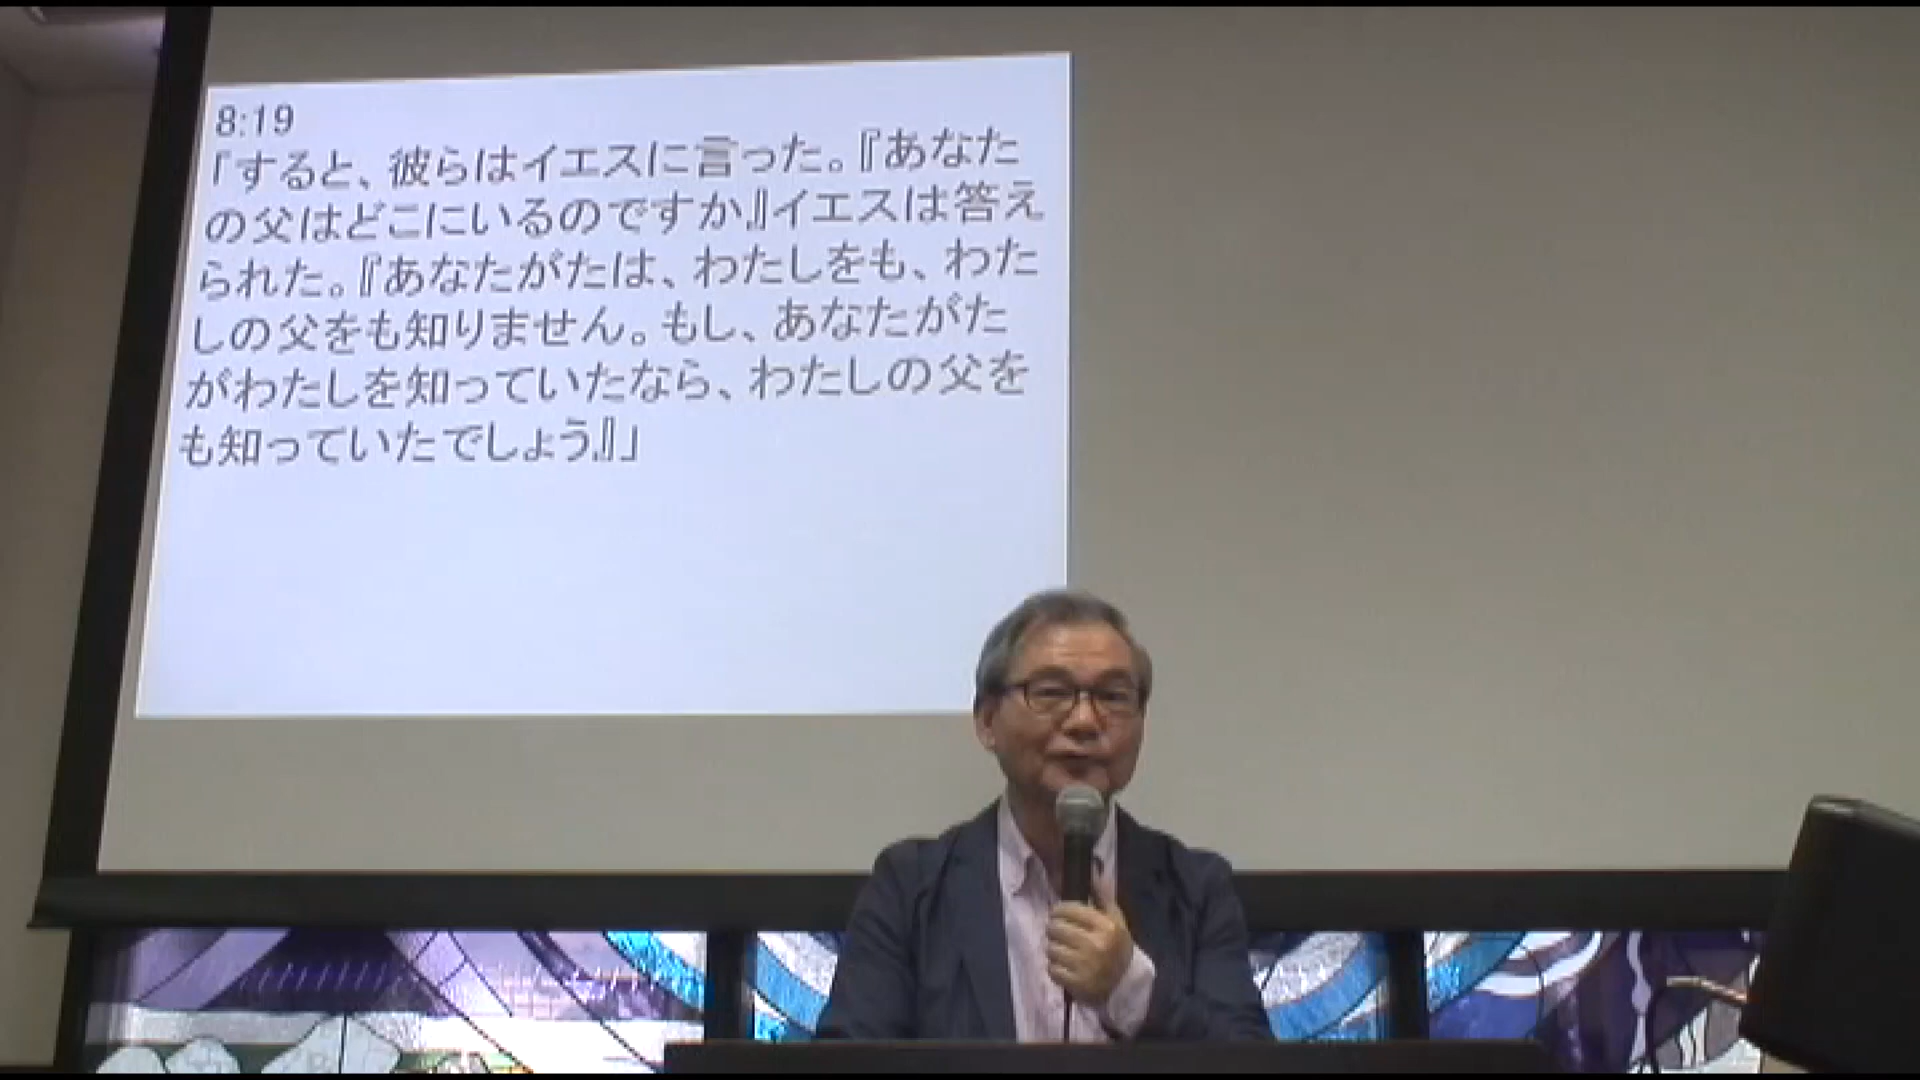 8:19
「すると、彼らはイエスに言った。『あなた
の父はどこにいるのですか。』イエスは答え
られた。『あなたがたは、わたしをも、わた
しの父をも知りません。もし、あなたがた
がわたしを知っていたなら、わたしの父を
も知っていたでしょう。』」